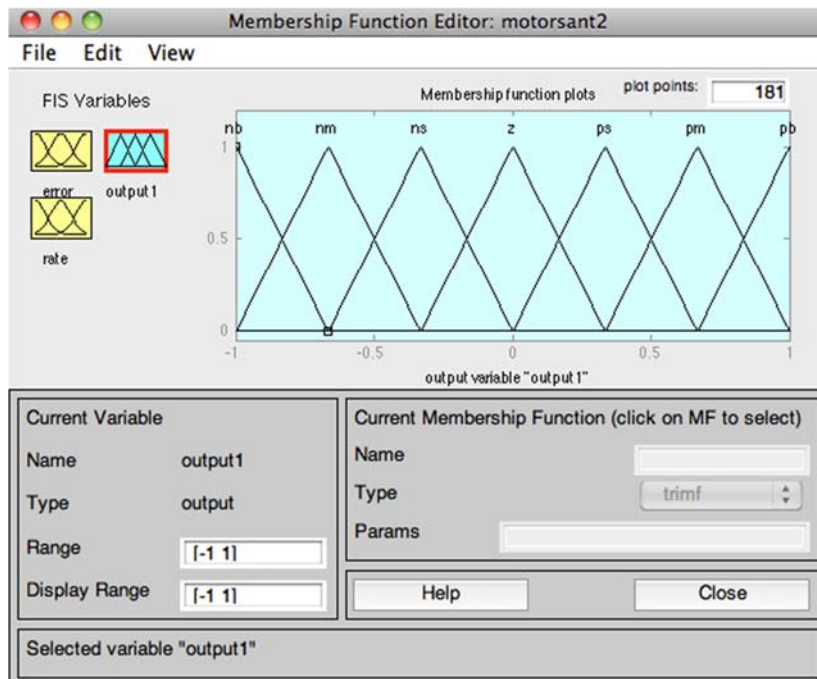 Membership Function Editor: motorsant2
File Edit View
FIS Variables
Membership function plots plot points: 181
nb nm ns z ps pm pb
1
error output1
0.5
rate
0
-1 -0.5 0 0.5 1
output variable "output1"
Current Variable
Name output1
Type output
Range [-1 1]
Display Range [-1 1]
Current Membership Function (click on MF to select)
Name
Type trimf
Params
Help Close
Selected variable "output1"